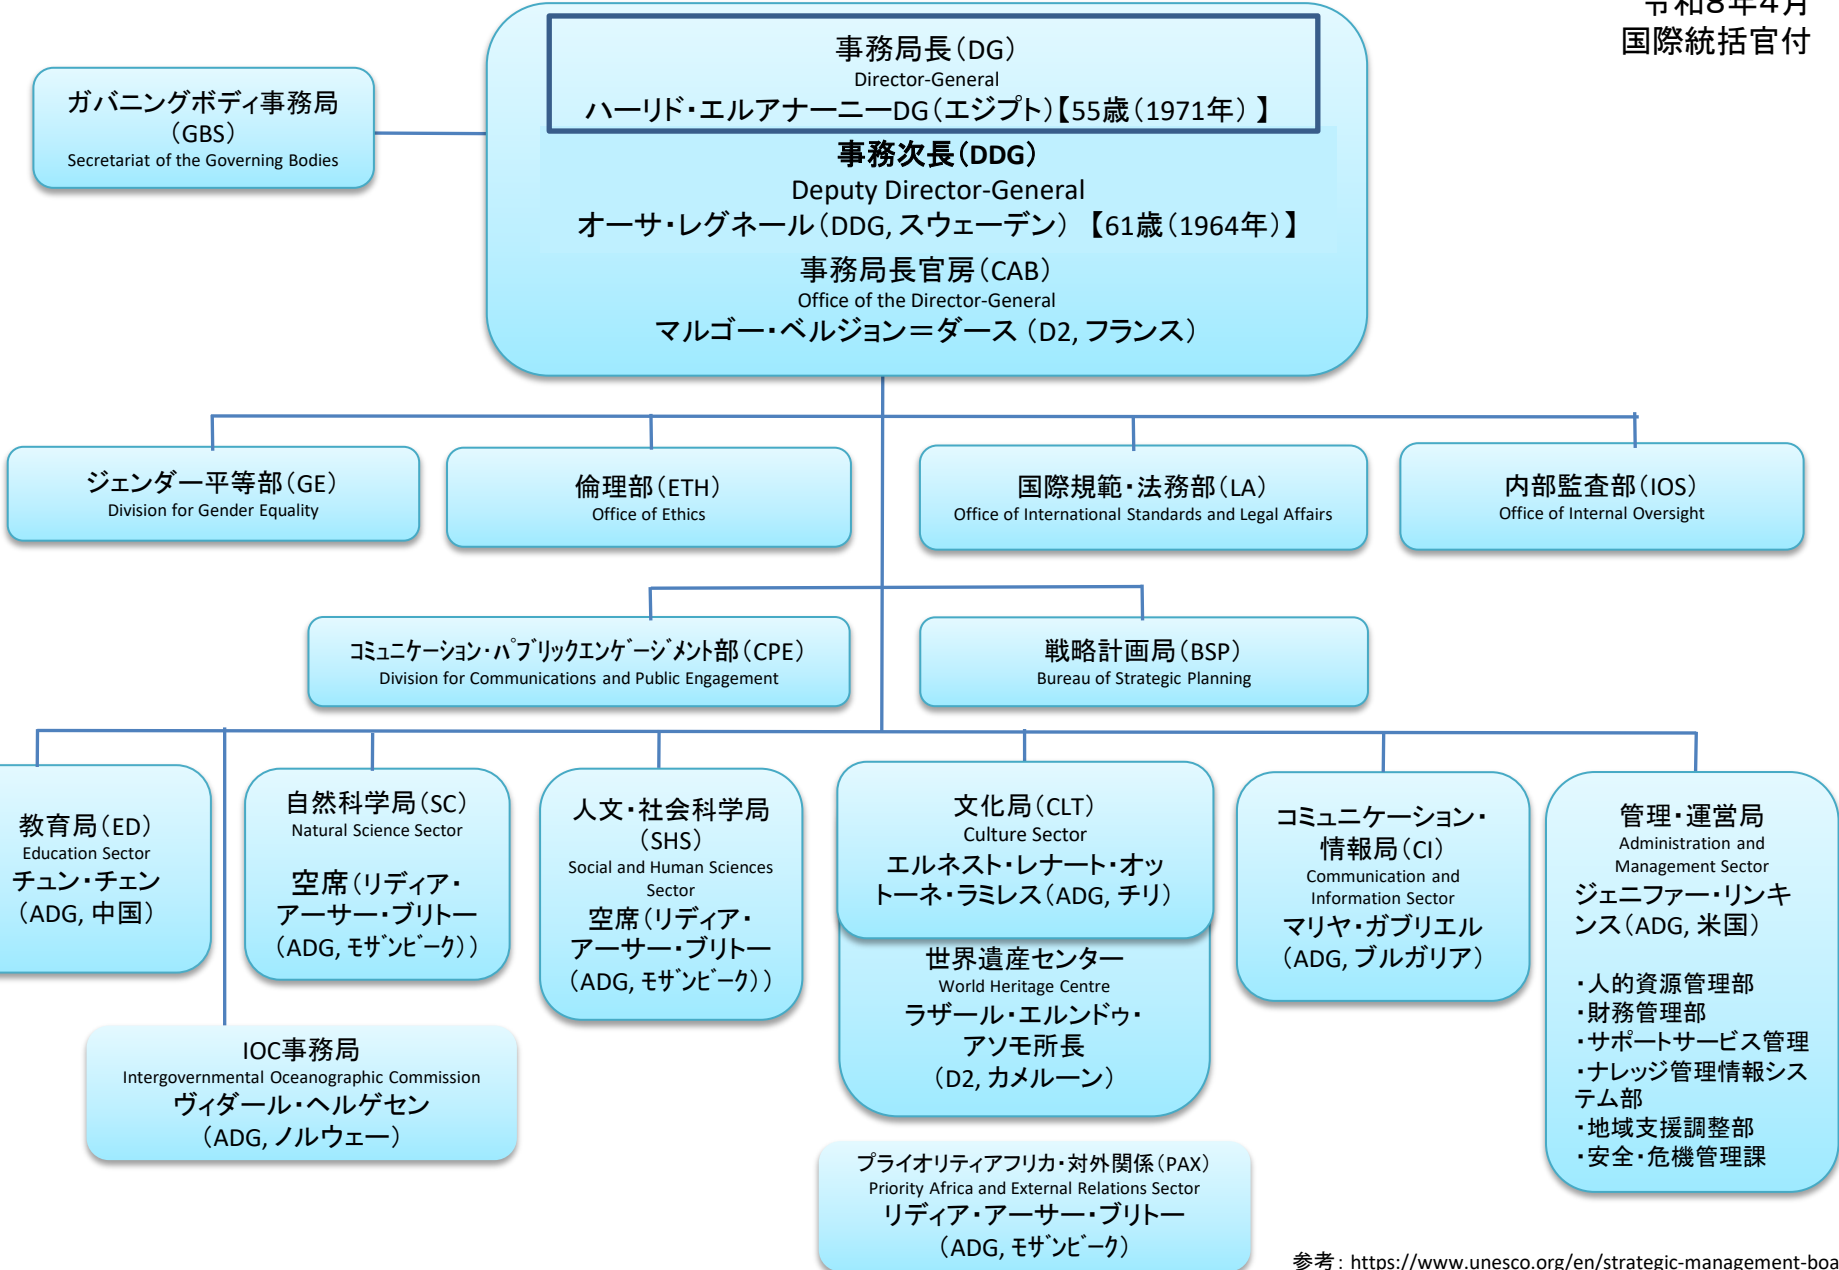 令和8年4月
国際統括官付
事務局長(DG)
Director-General
ハーリド・エルアナーニーDG(エジプト)【55歳(1971年) 】
事務次長(DDG)
Deputy Director-General
オーサ・レグネール(DDG, スウェーデン) 【61歳(1964年)】
事務局長官房(CAB)
Office of the Director-General
マルゴー・ベルジョン=ダース (D2, フランス)
ガバニングボディ事務局
(GBS)
Secretariat of the Governing Bodies
ジェンダー平等部(GE)
Division for Gender Equality
倫理部(ETH)
Office of Ethics
国際規範・法務部(LA)
Office of International Standards and Legal Affairs
内部監査部(IOS)
Office of Internal Oversight
コミュニケーション・パブリックエンゲージメント部(CPE)
Division for Communications and Public Engagement
戦略計画局(BSP)
Bureau of Strategic Planning
教育局(ED)
Education Sector
チュン・チェン
(ADG, 中国)
自然科学局(SC)
Natural Science Sector
空席(リディア・
アーサー・ブリトー
(ADG, モザンビーク))
人文・社会科学局
(SHS)
Social and Human Sciences
Sector
空席(リディア・
アーサー・ブリトー
(ADG, モザンビーク))
文化局(CLT)
Culture Sector
エルネスト・レナート・オッ
トーネ・ラミレス(ADG, チリ)
世界遺産センター
World Heritage Centre
ラザール・エルンドゥ・
アソモ所長
(D2, カメルーン)
コミュニケーション・
情報局(CI)
Communication and
Information Sector
マリヤ・ガブリエル
(ADG, ブルガリア)
管理・運営局
Administration and
Management Sector
ジェニファー・リンキ
ンス(ADG, 米国)
・人的資源管理部
・財務管理部
・サポートサービス管理
・ナレッジ管理情報シス
テム部
・地域支援調整部
・安全・危機管理課
IOC事務局
Intergovernmental Oceanographic Commission
ヴィダール・ヘルゲセン
(ADG, ノルウェー)
プライオリティアフリカ・対外関係(PAX)
Priority Africa and External Relations Sector
リディア・アーサー・ブリトー
(ADG, モザンビーク)
参考: https://www.unesco.org/en/strategic-management-boa